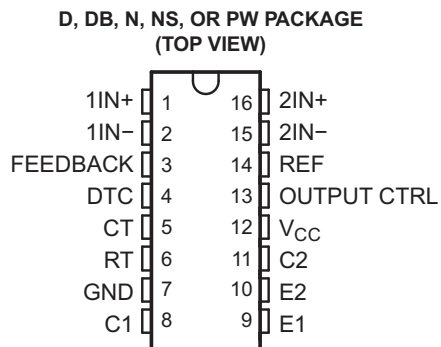 D, DB, N, NS, OR PW PACKAGE
(TOP VIEW)
1IN+ 1 16 2IN+
1IN− 2 15 2IN−
FEEDBACK 3 14 REF
DTC 4 13 OUTPUT CTRL
CT 5 12 VCC
RT 6 11 C2
GND 7 10 E2
C1 8 9 E1